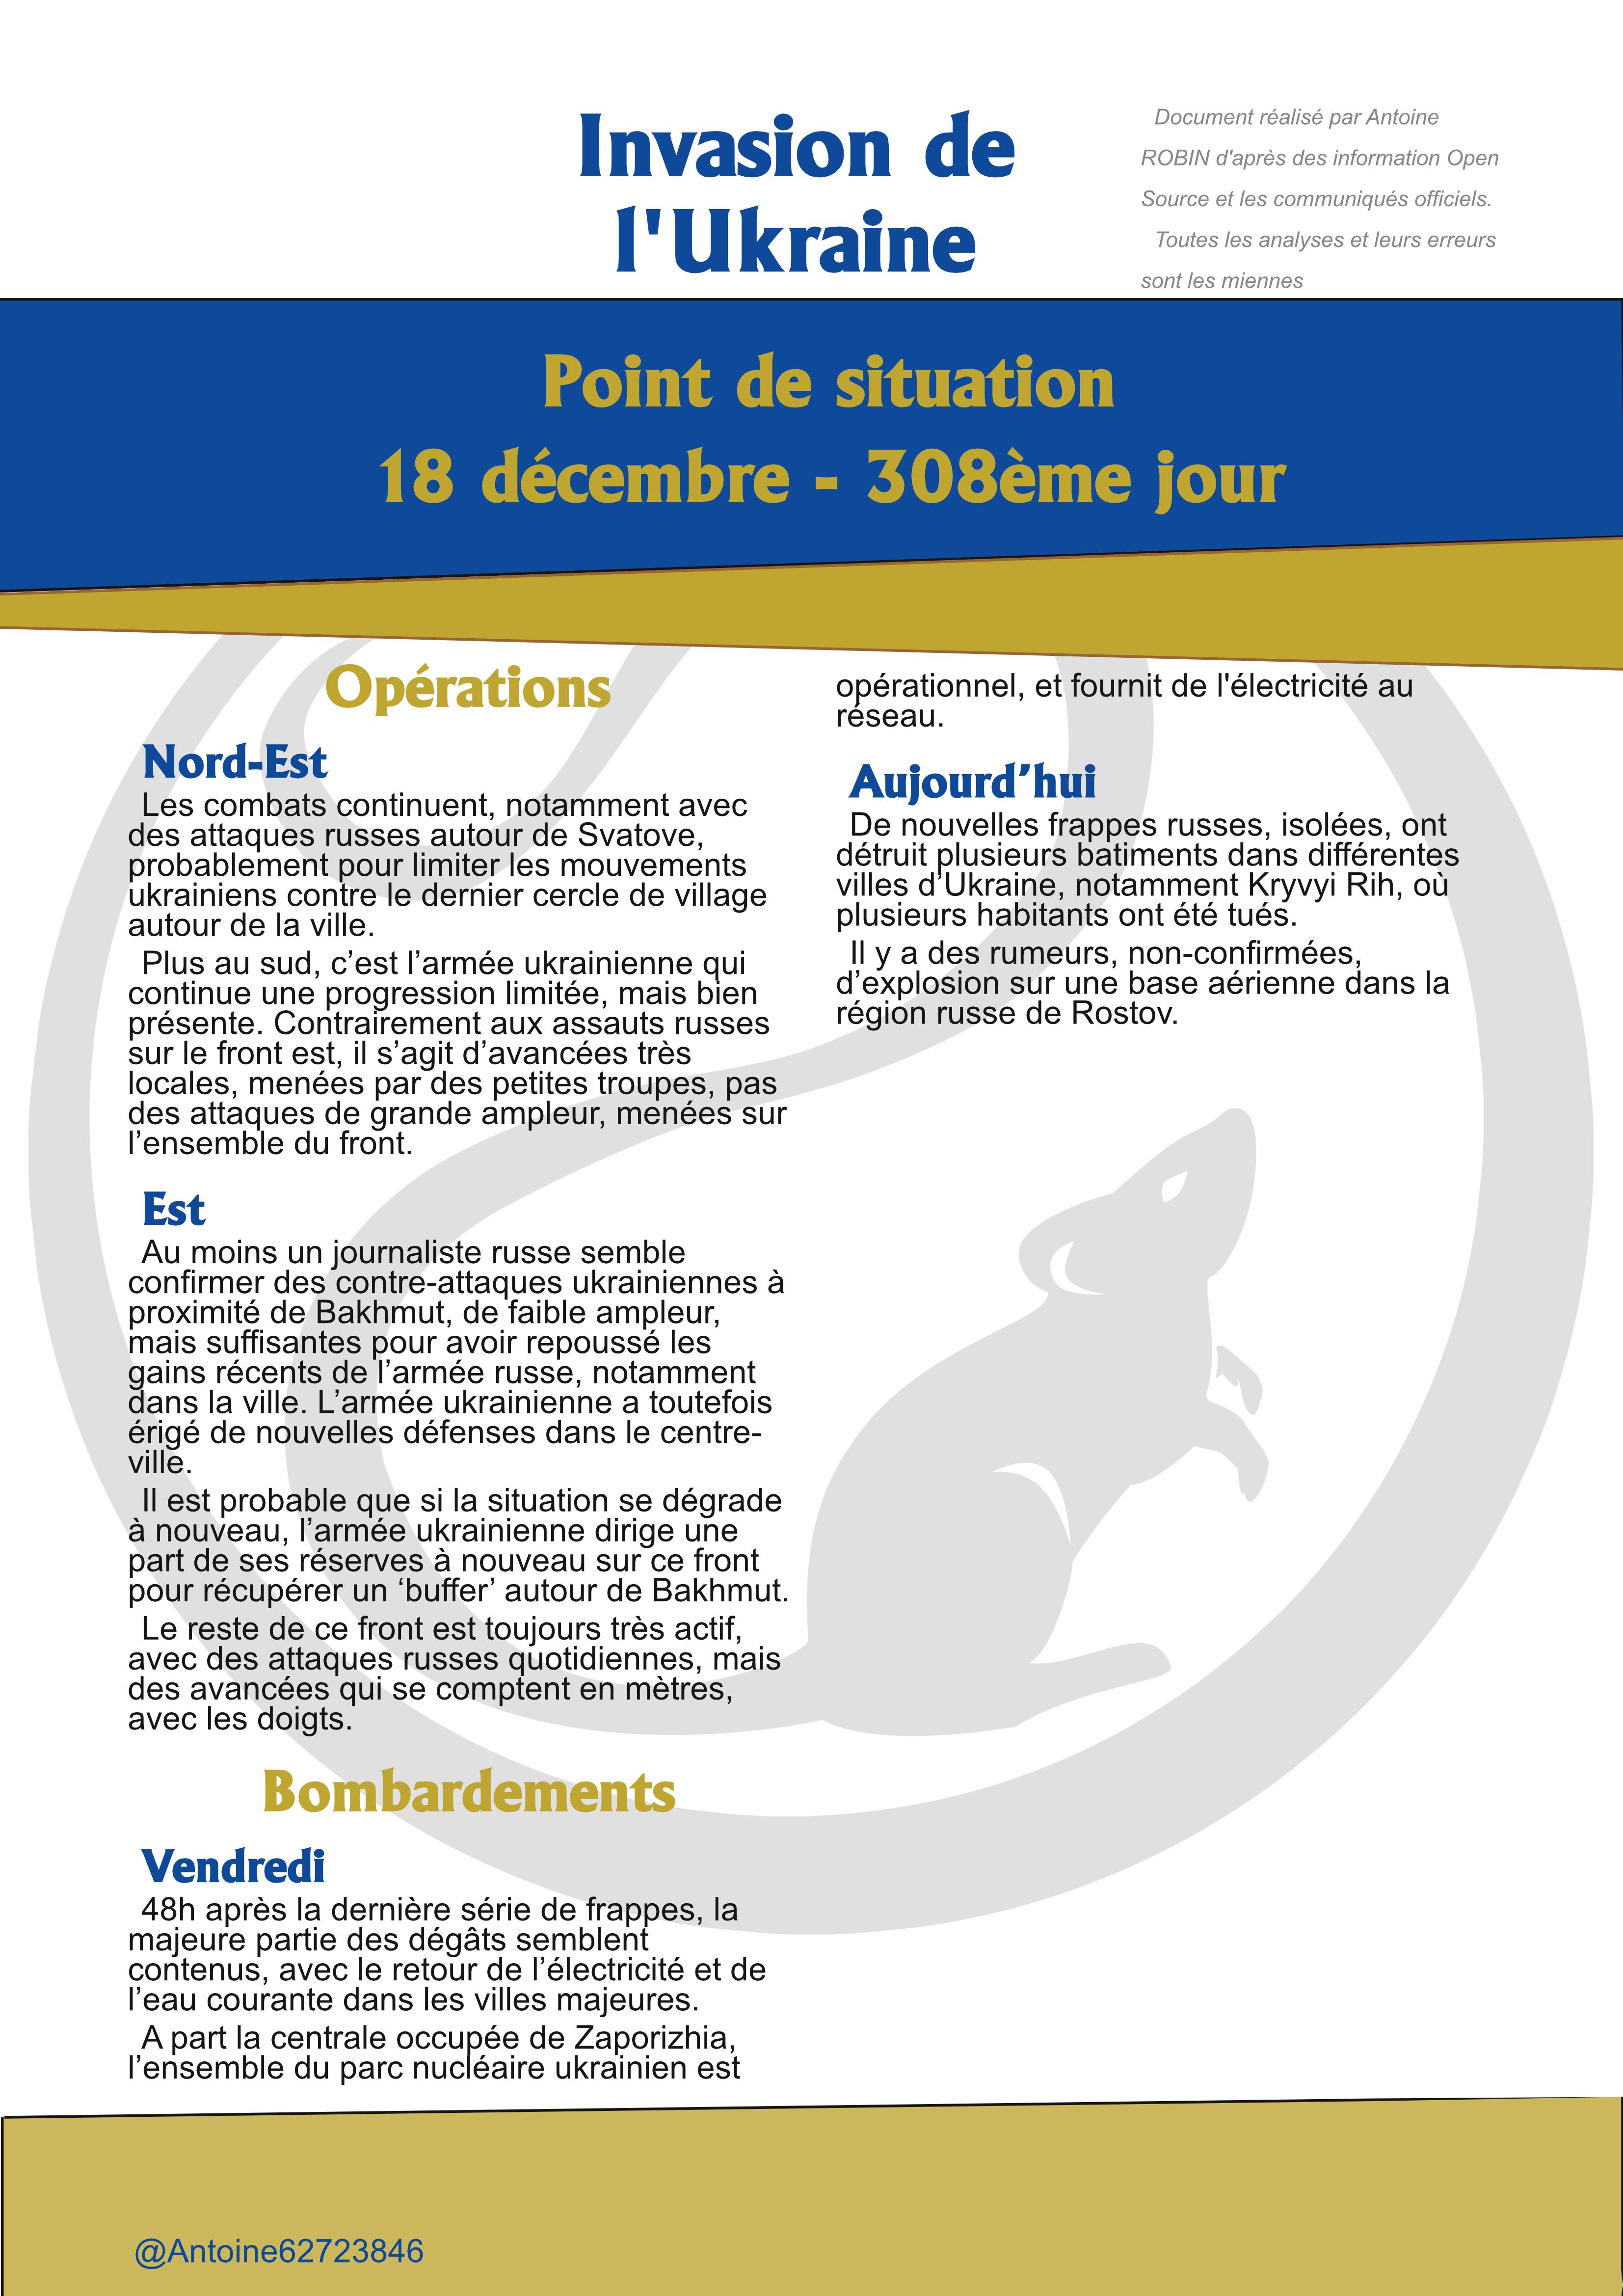 Invasion de
l'Ukraine
Document réalisé par Antoine
ROBIN d'après des information Open
Source et les communiqués officiels.
Toutes les analyses et leurs erreurs
sont les miennes
Point de situation
18 décembre - 308ème jour
Opérations
Nord-Est
Les combats continuent, notamment avec
des attaques russes autour de Svatove,
probablement pour limiter les mouvements
ukrainiens contre le dernier cercle de village
autour de la ville.
Plus au sud, c’est l’armée ukrainienne qui
continue une progression limitée, mais bien
présente. Contrairement aux assauts russes
sur le front est, il s’agit d’avancées très
locales, menées par des petites troupes, pas
des attaques de grande ampleur, menées sur
l’ensemble du front.
Est
Au moins un journaliste russe semble
confirmer des contre-attaques ukrainiennes à
proximité de Bakhmut, de faible ampleur,
mais suffisantes pour avoir repoussé les
gains récents de l’armée russe, notamment
dans la ville. L’armée ukrainienne a toutefois
érigé de nouvelles défenses dans le centre-
ville.
Il est probable que si la situation se dégrade
à nouveau, l’armée ukrainienne dirige une
part de ses réserves à nouveau sur ce front
pour récupérer un ‘buffer’ autour de Bakhmut.
Le reste de ce front est toujours très actif,
avec des attaques russes quotidiennes, mais
des avancées qui se comptent en mètres,
avec les doigts.
Bombardements
Vendredi
48h après la dernière série de frappes, la
majeure partie des dégâts semblent
contenus, avec le retour de l’électricité et de
l’eau courante dans les villes majeures.
A part la centrale occupée de Zaporizhia,
l’ensemble du parc nucléaire ukrainien est
opérationnel, et fournit de l'électricité au
réseau.
Aujourd’hui
De nouvelles frappes russes, isolées, ont
détruit plusieurs batiments dans différentes
villes d’Ukraine, notamment Kryvyi Rih, où
plusieurs habitants ont été tués.
Il y a des rumeurs, non-confirmées,
d’explosion sur une base aérienne dans la
région russe de Rostov.
@Antoine62723846